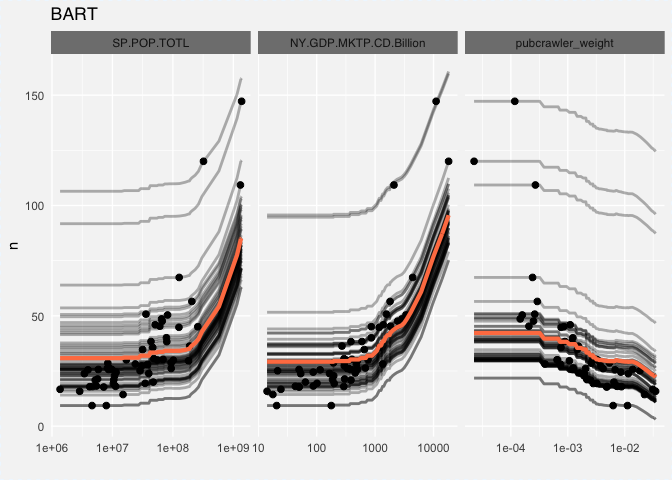 BART
SP.POP.TOTL NY.GDP.MKTP.CD.Billion pubcrawler_weight
150
100
50
0
n
1e+06 1e+07 1e+08 1e+09 10 100 1000 10000 1e-04 1e-03 1e-02